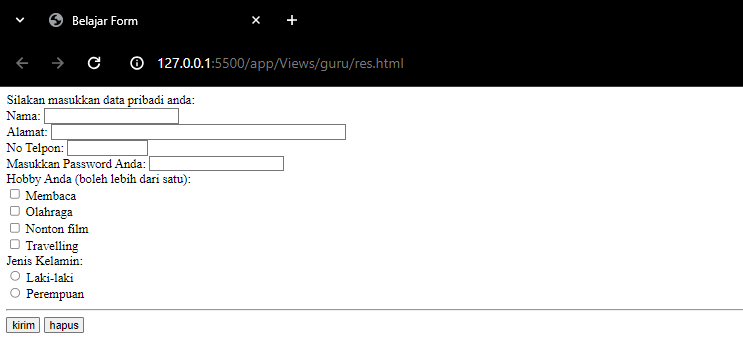 Belajar Form
127.0.0.1:5500/app/Views/guru/res.html
Silakan masukkan data pribadi anda:
Nama:
Alamat:
No Telpon:
Masukkan Password Anda:
Hobby Anda (boleh lebih dari satu):
Membaca
Olahraga
Nonton film
Travelling
Jenis Kelamin:
Laki-laki
Perempuan
kirim hapus